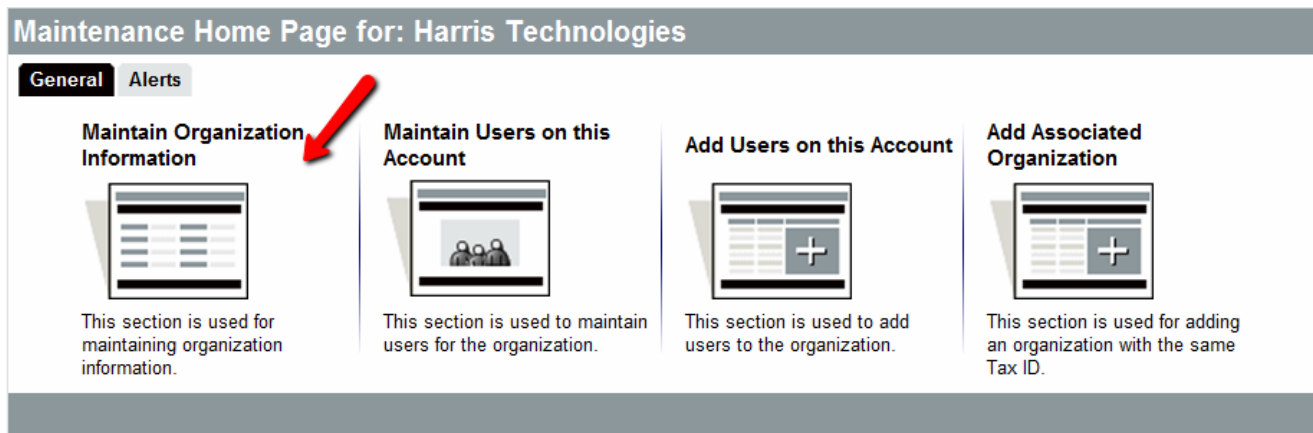 Maintenance Home Page for: Harris Technologies
General
Alerts
Maintain Organization
Information
This section is used for
maintaining organization
information.
Maintain Users on this
Account
This section is used to maintain
users for the organization.
Add Users on this Account
This section is used to add
users to the organization.
Add Associated
Organization
This section is used for adding
an organization with the same
Tax ID.